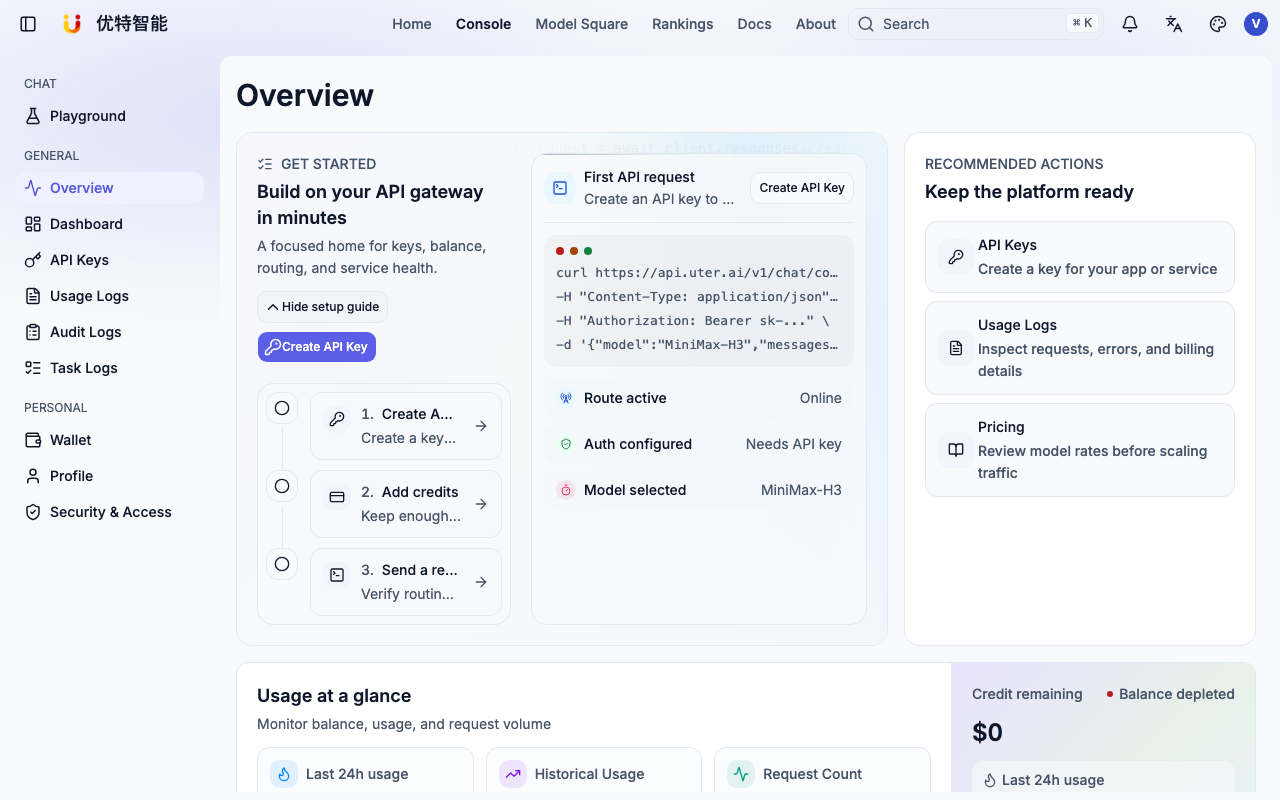 优特智能
Home
Console
Model Square
Rankings
Docs
About
Search
⌘ K
V
CHAT
Playground
GENERAL
Overview
Dashboard
API Keys
Usage Logs
Audit Logs
Task Logs
PERSONAL
Wallet
Profile
Security & Access
Overview
GET STARTED
Build on your API gateway
in minutes
A focused home for keys, balance,
routing, and service health.
Hide setup guide
Create API Key
1. Create A...
Create a key...
2. Add credits
Keep enough...
3. Send a re...
Verify routin...
request = await client.responses.crea
First API request
Create an API key to ...
Create API Key
curl https://api.uter.ai/v1/chat/co…
-H "Content-Type: application/json"…
-H "Authorization: Bearer sk-..." \
-d '{"model":"MiniMax-H3","messages…
Route active
Online
Auth configured
Needs API key
Model selected
MiniMax-H3
RECOMMENDED ACTIONS
Keep the platform ready
API Keys
Create a key for your app or service
Usage Logs
Inspect requests, errors, and billing
details
Pricing
Review model rates before scaling
traffic
Usage at a glance
Monitor balance, usage, and request volume
Last 24h usage
Historical Usage
Request Count
Credit remaining
Balance depleted
$0
Last 24h usage